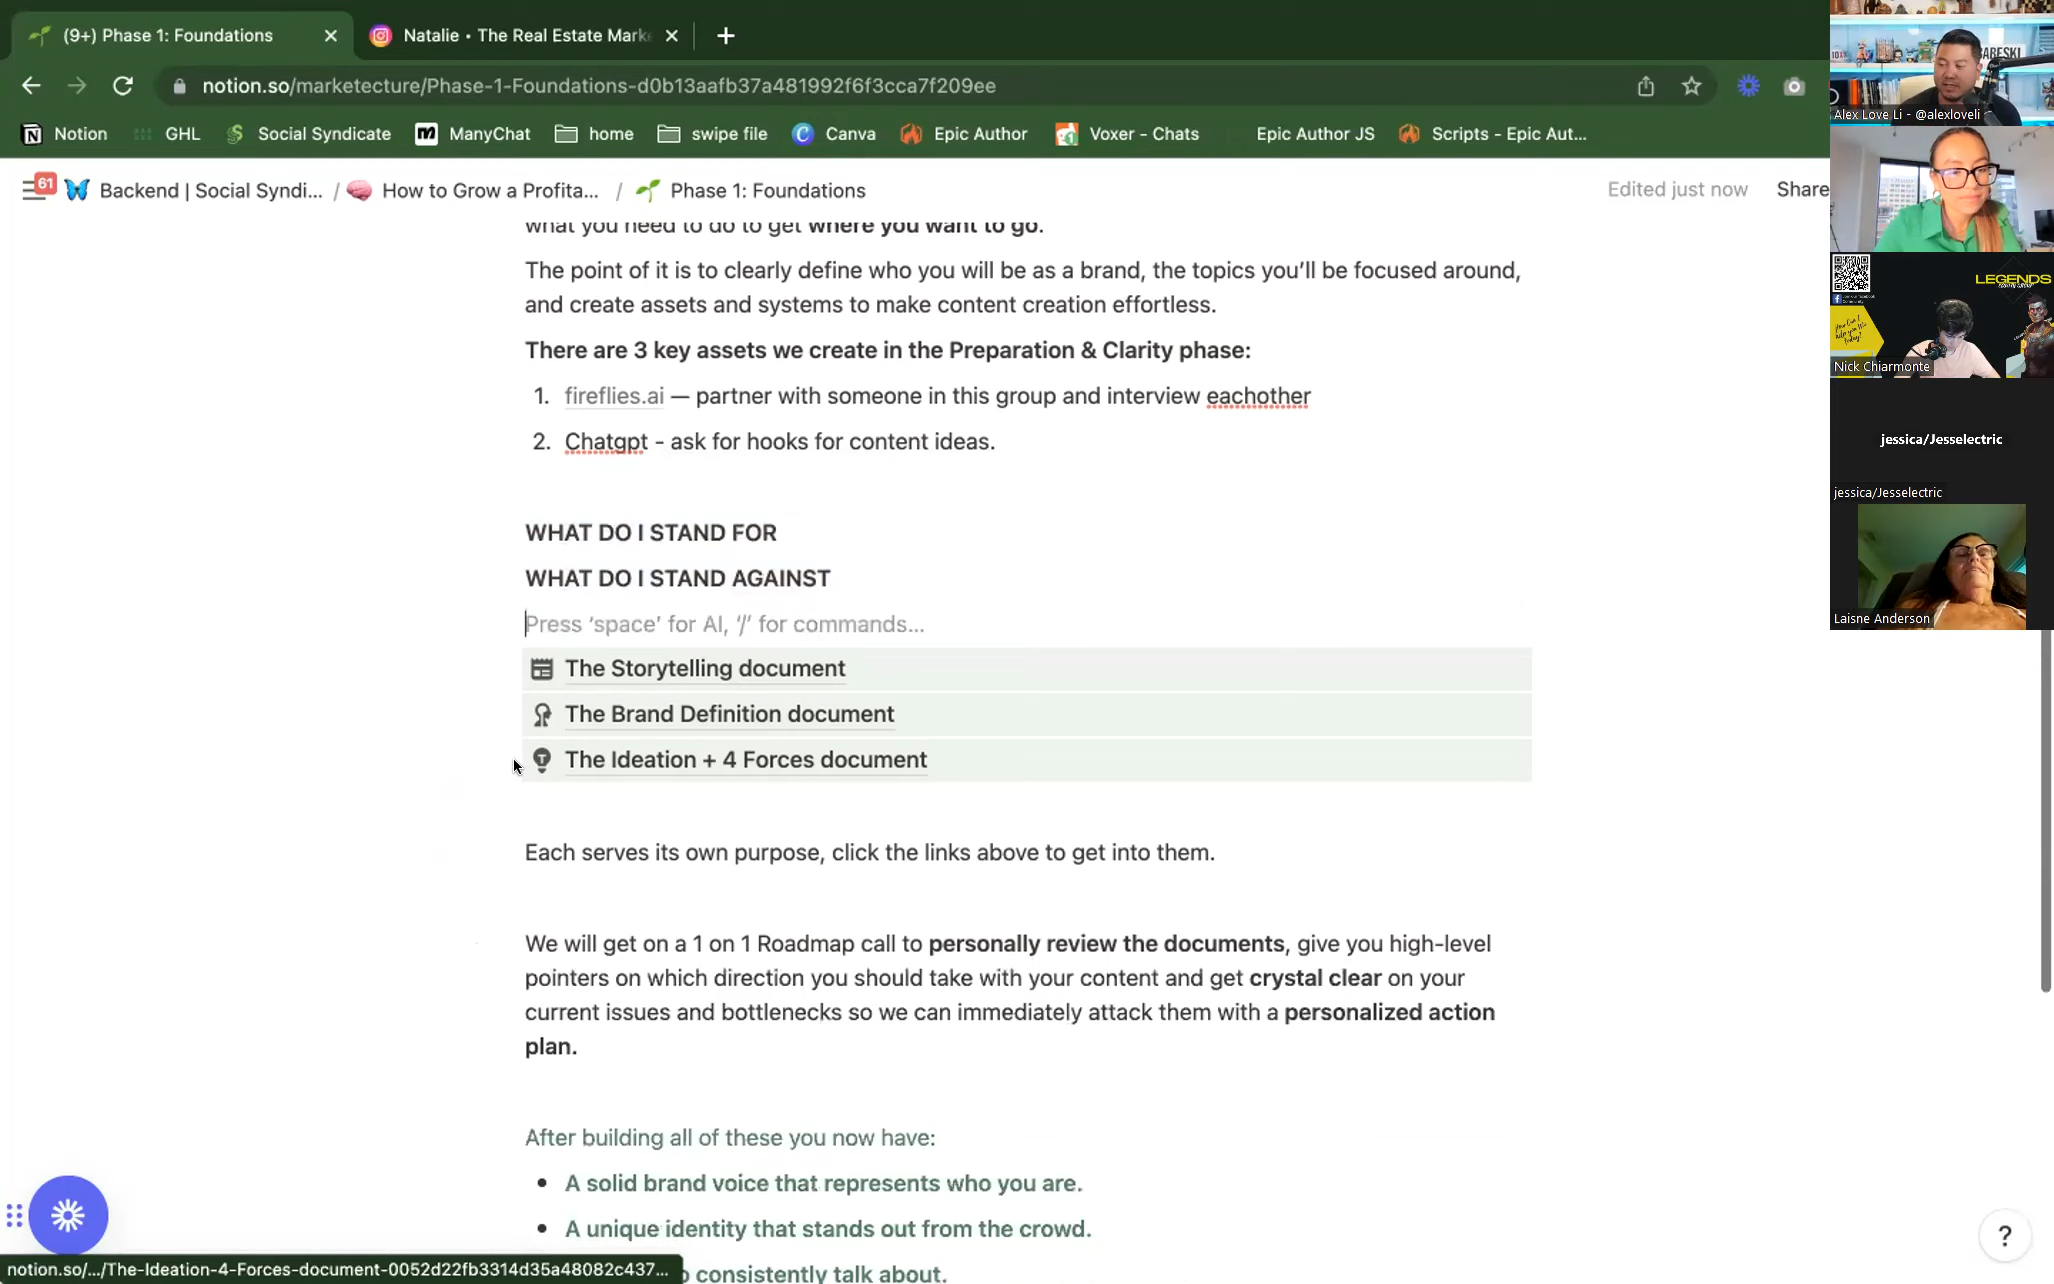 (9+) Phase 1: Foundations
Natalie • The Real Estate Mark
notion.so/marketecture/Phase-1-Foundations-d0b13aafb37a481992f6f3cca7f209ee
Notion
GHL
Social Syndicate
ManyChat
home
swipe file
Canva
Epic Author
Voxer - Chats
Epic Author JS
Scripts - Epic Aut...
61
Backend | Social Syndi... / How to Grow a Profita... / Phase 1: Foundations
Edited just now
Share
what you need to do to get where you want to go.
The point of it is to clearly define who you will be as a brand, the topics you’ll be focused around,
and create assets and systems to make content creation effortless.
There are 3 key assets we create in the Preparation & Clarity phase:
1. fireflies.ai — partner with someone in this group and interview eachother
2. Chatgpt - ask for hooks for content ideas.
WHAT DO I STAND FOR
WHAT DO I STAND AGAINST
Press ‘space’ for AI, ‘/’ for commands...
The Storytelling document
The Brand Definition document
The Ideation + 4 Forces document
Each serves its own purpose, click the links above to get into them.
We will get on a 1 on 1 Roadmap call to personally review the documents, give you high-level
pointers on which direction you should take with your content and get crystal clear on your
current issues and bottlenecks so we can immediately attack them with a personalized action
plan.
After building all of these you now have:
• A solid brand voice that represents who you are.
• A unique identity that stands out from the crowd.
consistently talk about.
notion.so/.../The-Ideation-4-Forces-document-0052d22fb3314d35a48082c437...
?
Alex Love Li - @alexloveli
LEGENDS
Nick Chiarmonte
jessica/Jesselectric
jessica/Jesselectric
Laisne Anderson